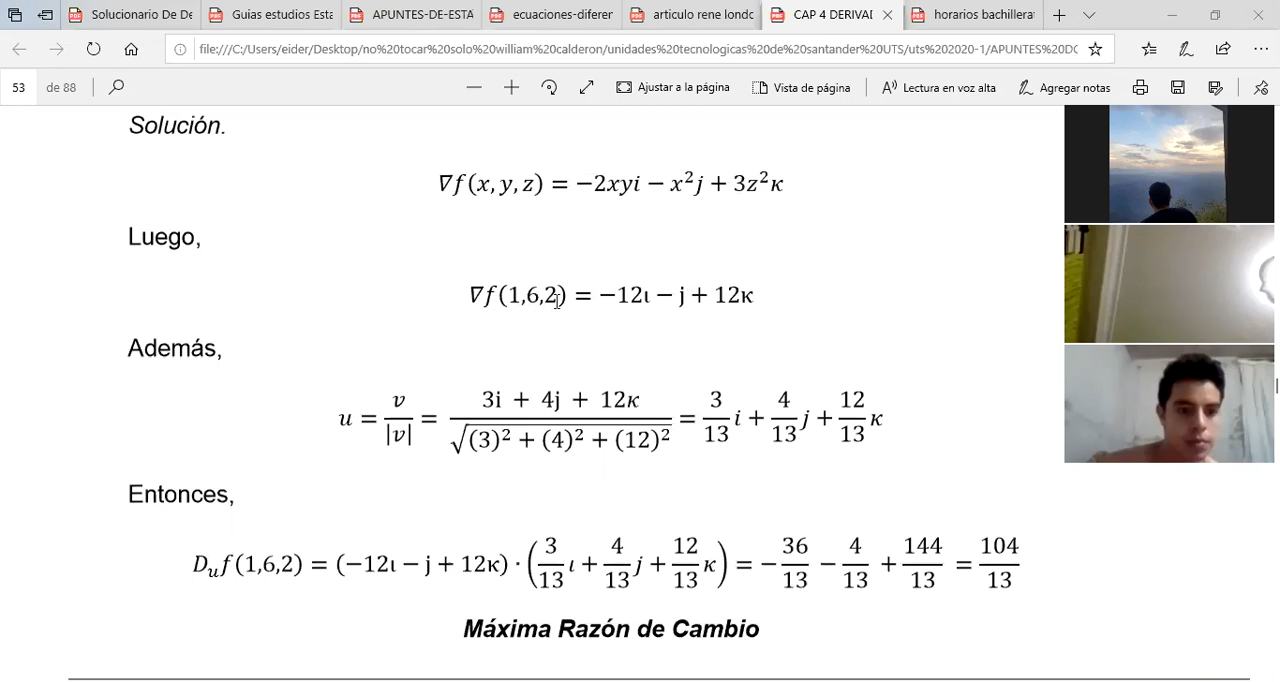 Solucionario De De
Guias estudios Esta
APUNTES-DE-ESTA
ecuaciones-diferen
articulo rene londo
CAP 4 DERIVAD
horarios bachillera
file:///C:/Users/eider/Desktop/no%20tocar%20solo%20william%20calderon/unidades%20tecnologicas%20de%20santander%20UTS/uts%202020-1/APUNTES%20DC
53 de 88
Ajustar a la página
Vista de página
Lectura en voz alta
Agregar notas
Solución.
∇f(x, y, z) = −2xyi − x²j + 3z²κ
Luego,
∇f(1,6,2) = −12ι − j + 12κ
Además,
u = v/|v| = (3i + 4j + 12κ)/√((3)² + (4)² + (12)²) = 3/13 i + 4/13 j + 12/13 κ
Entonces,
D_u f(1,6,2) = (−12ι − j + 12κ) · (3/13 ι + 4/13 j + 12/13 κ) = −36/13 − 4/13 + 144/13 = 104/13
Máxima Razón de Cambio